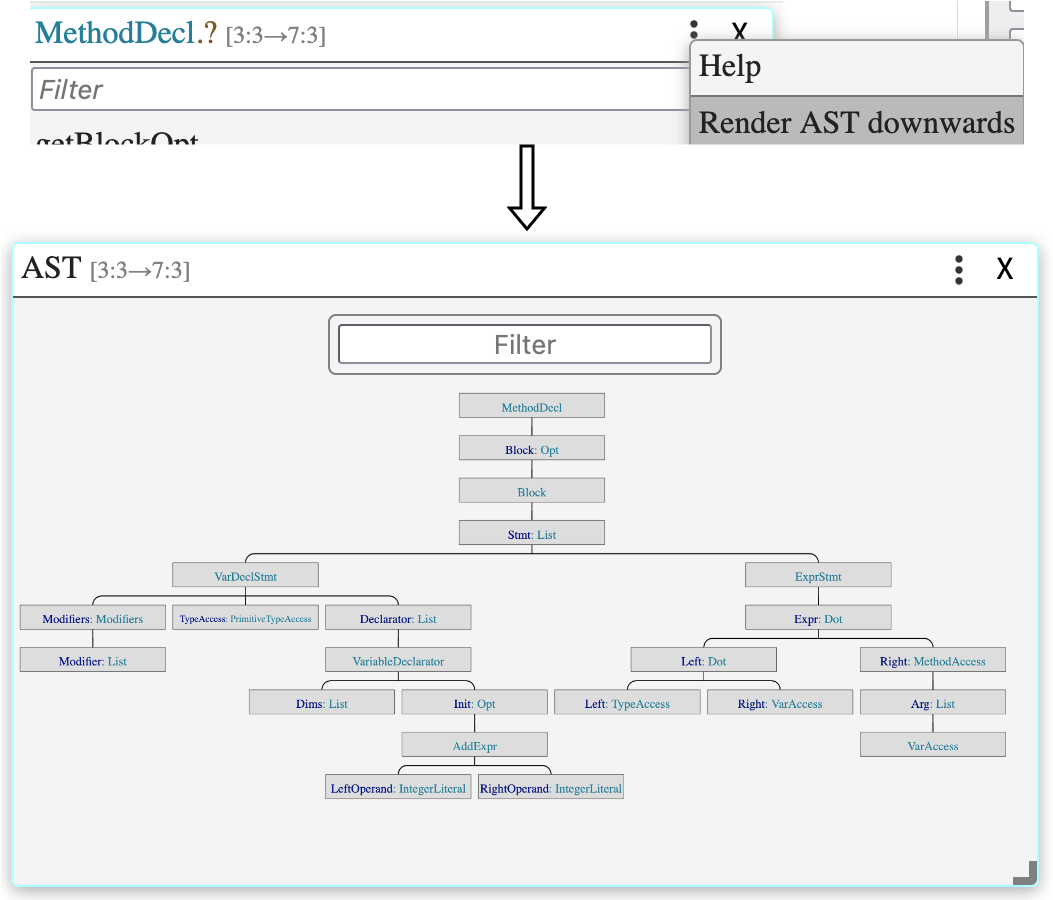 MethodDecl.? [3:3→7:3] X
Help
Filter
Render AST downwards
getBlockOpt
AST [3:3→7:3] X
Filter
MethodDecl
Block: Opt
Block
Stmt: List
VarDeclStmt ExprStmt
Modifiers: Modifiers TypeAccess: PrimitiveTypeAccess Declarator: List Expr: Dot
Modifier: List VariableDeclarator Left: Dot Right: MethodAccess
Dims: List Init: Opt Left: TypeAccess Right: VarAccess Arg: List
AddExpr VarAccess
LeftOperand: IntegerLiteral RightOperand: IntegerLiteral